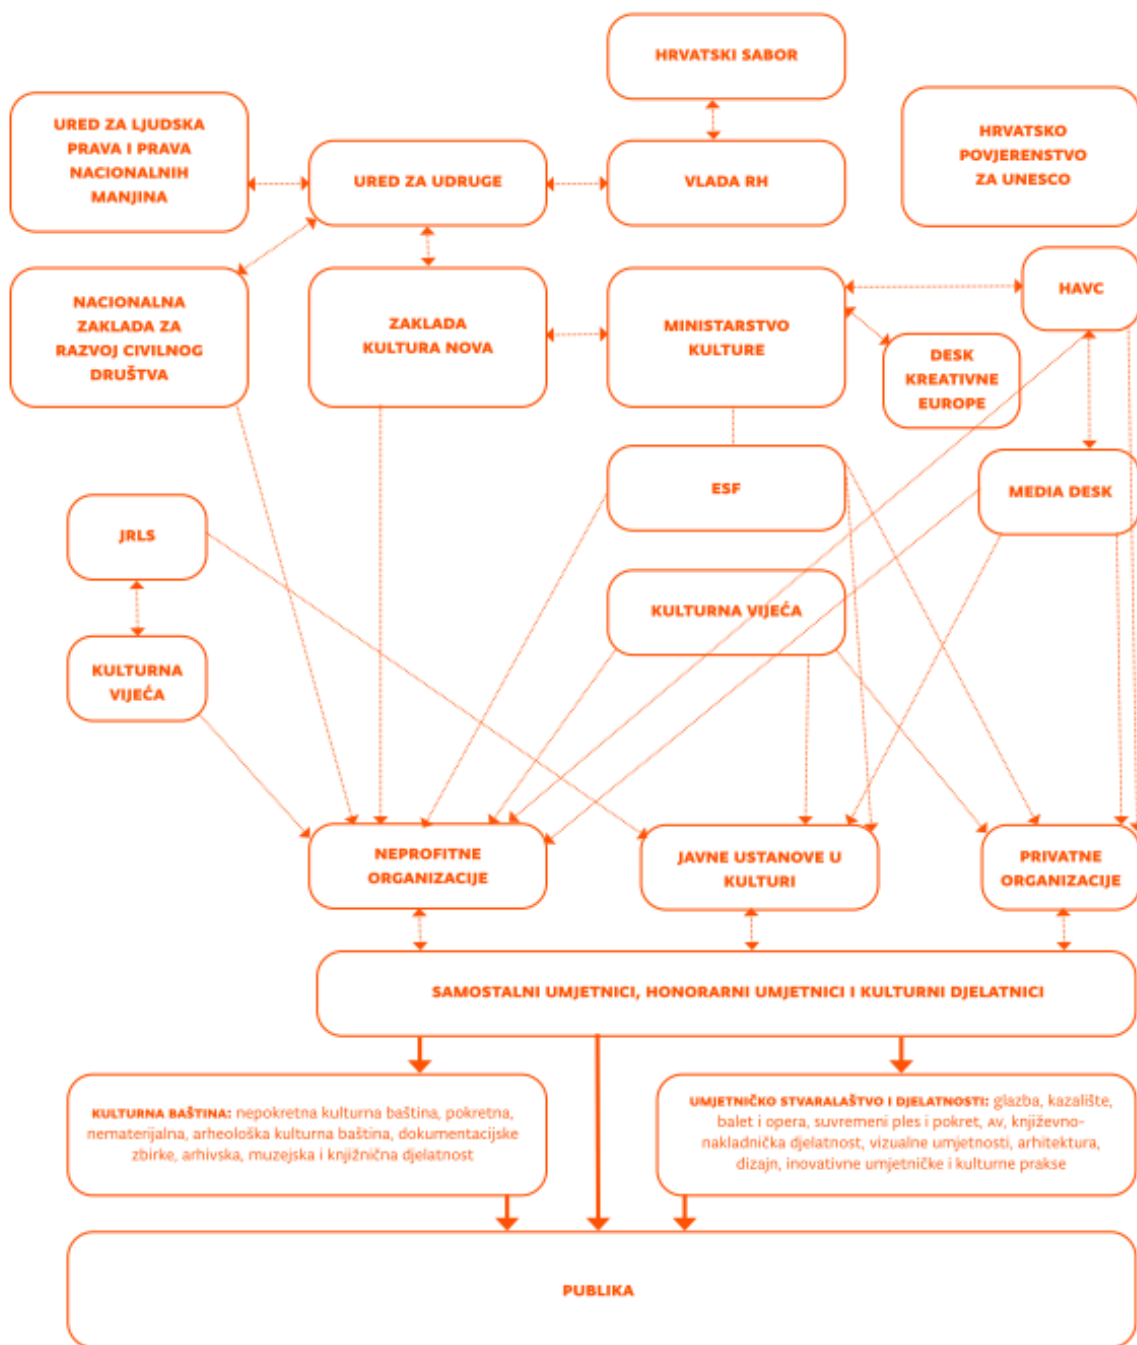 HRVATSKI SABOR
URED ZA LJUDSKA
PRAVA I PRAVA
NACIONALNIH
MANJINA
URED ZA UDRUGE
VLADA RH
HRVATSKO
POVJERENSTVO
ZA UNESCO
NACIONALNA
ZAKLADA ZA
RAZVOJ CIVILNOG
DRUŠTVA
ZAKLADA
KULTURA NOVA
MINISTARSTVO
KULTURE
HAVC
DESK
KREATIVNE
EUROPE
ESF
MEDIA DESK
JRLS
KULTURNA VIJEĆA
KULTURNA
VIJEĆA
NEPROFITNE
ORGANIZACIJE
JAVNE USTANOVE U
KULTURI
PRIVATNE
ORGANIZACIJE
SAMOSTALNI UMJETNICI, HONORARNI UMJETNICI I KULTURNI DJELATNICI
KULTURNA BAŠTINA: nepokretna kulturna baština, pokretna,
nematerijalna, arheološka kulturna baština, dokumentacijske
zbirke, arhivska, muzejska i knjižnična djelatnost
UMJETNIČKO STVARALAŠTVO I DJELATNOSTI: glazba, kazalište,
balet i opera, suvremeni ples i pokret, AV, književno-
nakladnička djelatnost, vizualne umjetnosti, arhitektura,
dizajn, inovativne umjetničke i kulturne prakse
PUBLIKA